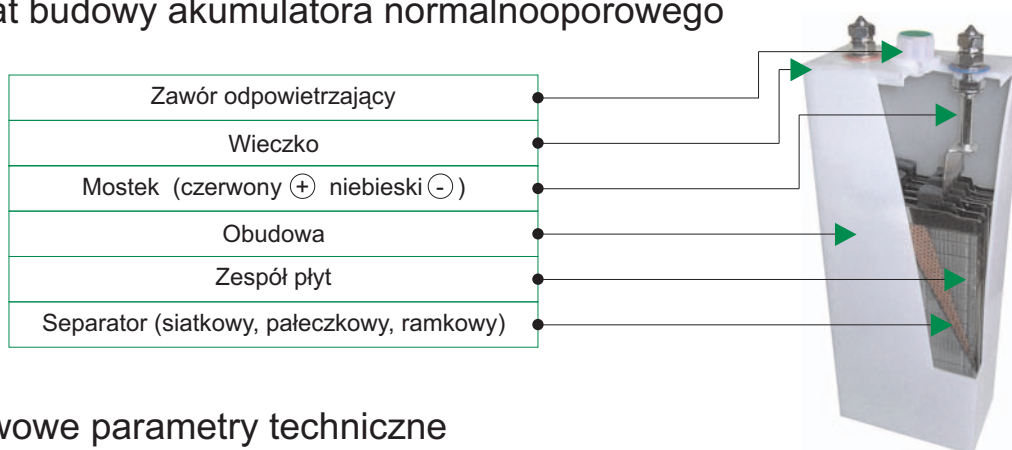 at budowy akumulatora normalnooporowego
Zawór odpowietrzający
Wieczko
Mostek (czerwony + niebieski -)
Obudowa
Zespół płyt
Separator (siatkowy, pałeczkowy, ramkowy)
wowe parametry techniczne